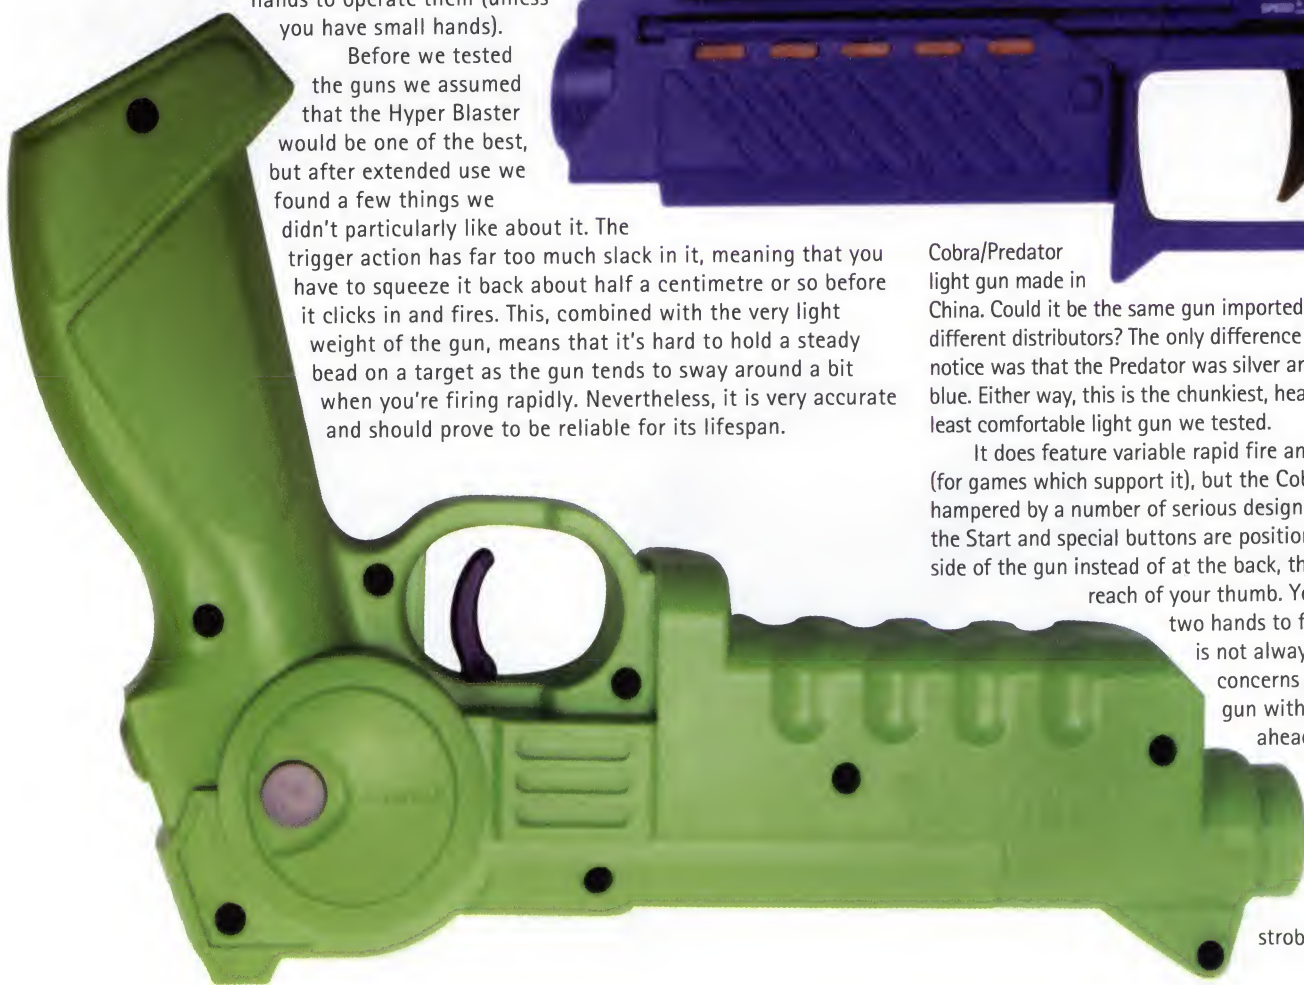 hands to operate them (unless
you have small hands).
Before we tested
the guns we assumed
that the Hyper Blaster
would be one of the best,
but after extended use we
found a few things we
didn't particularly like about it. The
trigger action has far too much slack in it, meaning that you
have to squeeze it back about half a centimetre or so before
it clicks in and fires. This, combined with the very light
weight of the gun, means that it's hard to hold a steady
bead on a target as the gun tends to sway around a bit
when you're firing rapidly. Nevertheless, it is very accurate
and should prove to be reliable for its lifespan.
Cobra/Predator
light gun made in
China. Could it be the same gun imported
different distributors? The only difference
notice was that the Predator was silver
blue. Either way, this is the chunkiest,
least comfortable light gun we tested.
It does feature variable rapid fire
(for games which support it), but the
hampered by a number of serious design
the Start and special buttons are
side of the gun instead of at the back,
reach of your thumb.
two hands to
is not
concerns
gun with